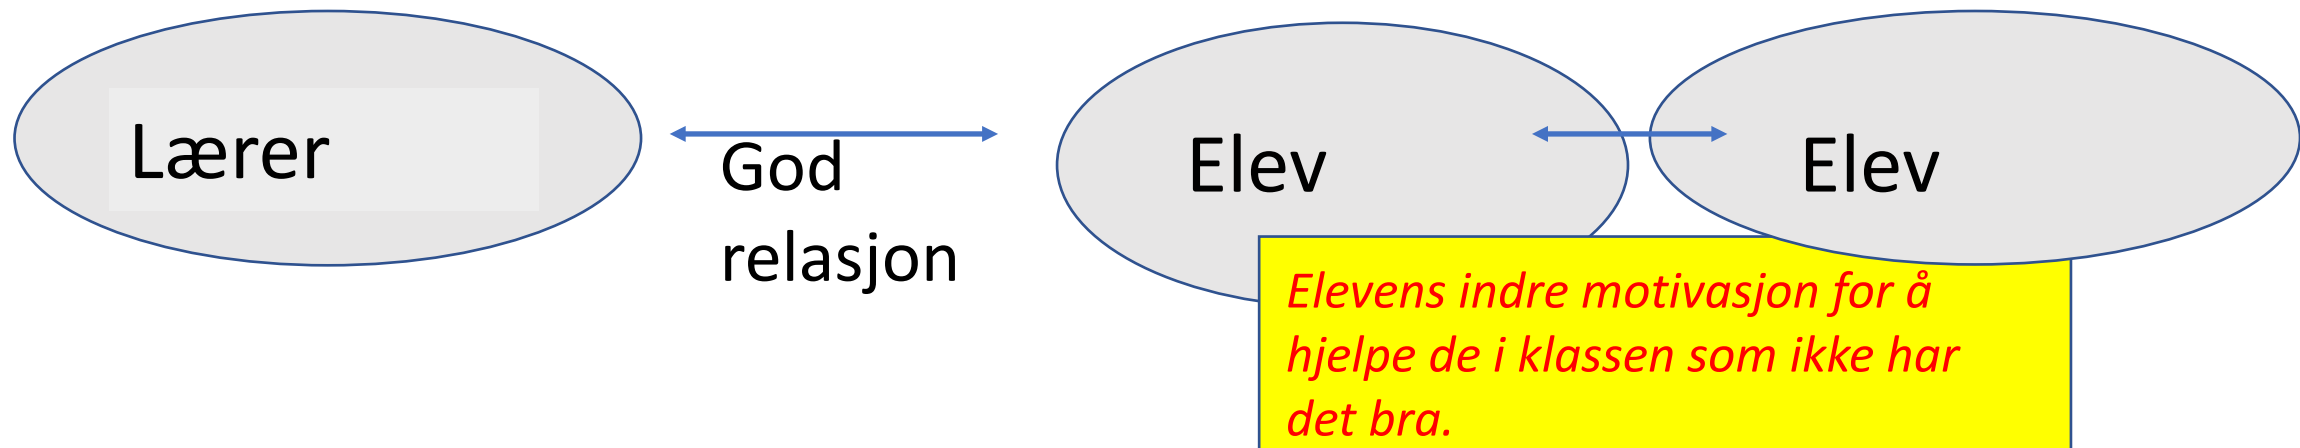 Lærer
God
relasjon
Elev
Elev
Elevens indre motivasjon for å
hjelpe de i klassen som ikke har
det bra.